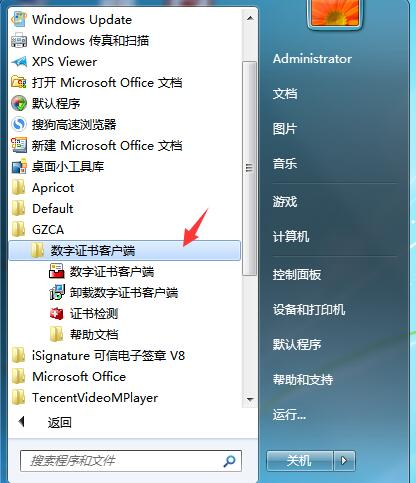 Windows Update
Windows 传真和扫描
XPS Viewer
打开 Microsoft Office 文档
默认程序
搜狗高速浏览器
新建 Microsoft Office 文档
桌面小工具库
Apricot
Default
GZCA
数字证书客户端
数字证书客户端
卸载数字证书客户端
证书检测
帮助文档
iSignature 可信电子签章 V8
Microsoft Office
TencentVideoMPlayer
返回
搜索程序和文件
Administrator
文档
图片
音乐
游戏
计算机
控制面板
设备和打印机
默认程序
帮助和支持
运行...
关机